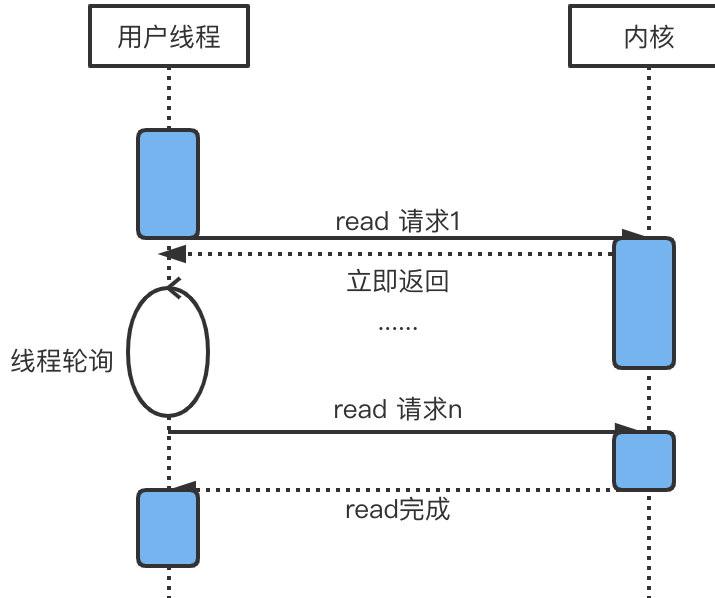 用户线程
内核
read 请求1
立即返回
......
线程轮询
read 请求n
read完成